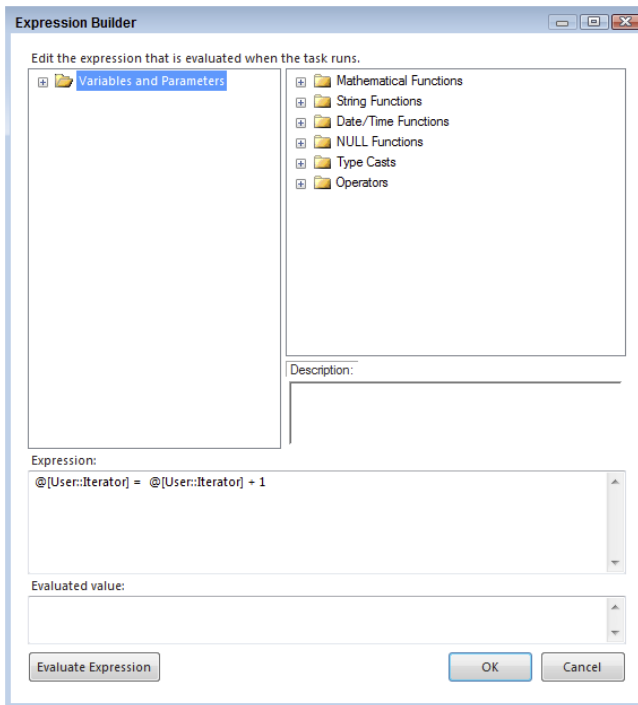 Expression Builder
Edit the expression that is evaluated when the task runs.
Variables and Parameters
Mathematical Functions
String Functions
Date/Time Functions
NULL Functions
Type Casts
Operators
Description:
Expression:
@[User::Iterator] = @[User::Iterator] + 1
Evaluated value:
Evaluate Expression
OK
Cancel